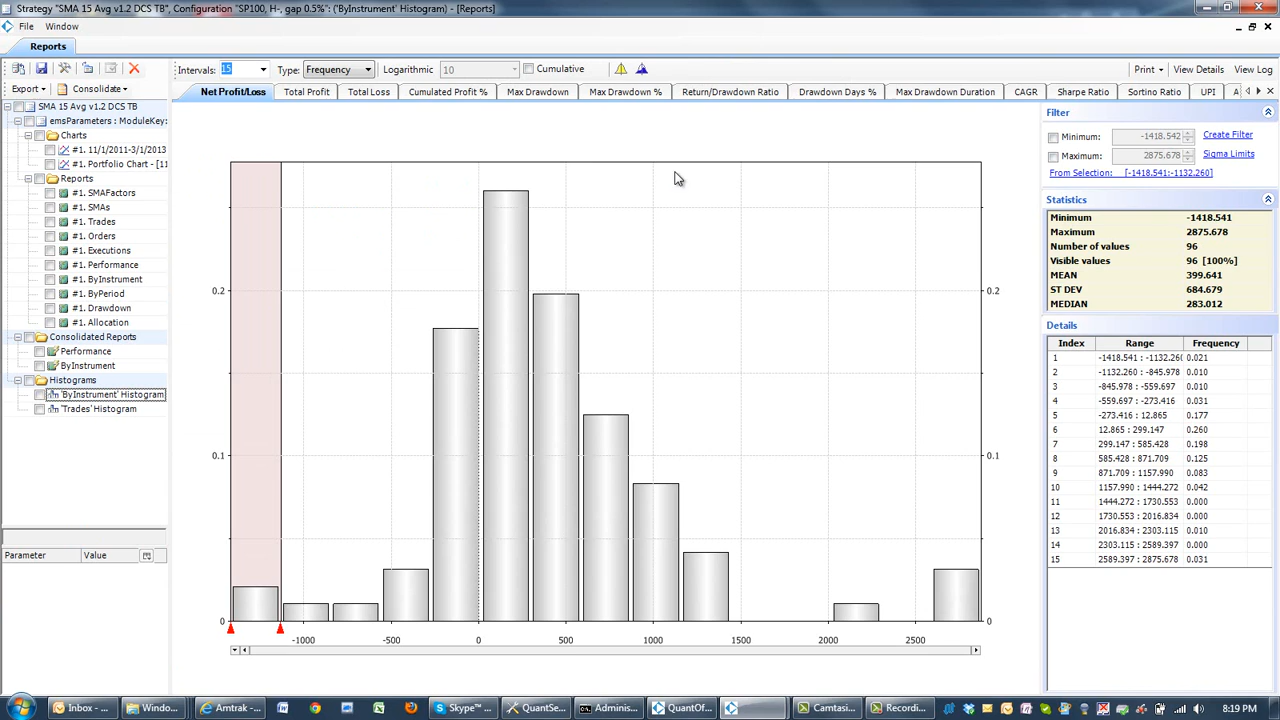 Strategy "SMA 15 Avg v1.2 DCS TB", Configuration "SP100, H-, gap 0.5%": ('ByInstrument' Histogram) - [Reports]
File Window
Reports
Intervals: 15 Type: Frequency Logarithmic 10 Cumulative Print View Details View Log
Export Consolidate
Net Profit/Loss Total Profit Total Loss Cumulated Profit % Max Drawdown Max Drawdown % Return/Drawdown Ratio Drawdown Days % Max Drawdown Duration CAGR Sharpe Ratio Sortino Ratio UPI A
SMA 15 Avg v1.2 DCS TB
emsParameters : ModuleKey:
Charts
#1. 11/1/2011-3/1/2013
#1. Portfolio Chart - [11
Reports
#1. SMAFactors
#1. SMAs
#1. Trades
#1. Orders
#1. Executions
#1. Performance
#1. ByInstrument
#1. ByPeriod
#1. Drawdown
#1. Allocation
Consolidated Reports
Performance
ByInstrument
Histograms
'ByInstrument' Histogram
'Trades' Histogram
Parameter Value
0.2 0.2
0.1 0.1
0 0
-1000 -500 0 500 1000 1500 2000 2500
Filter
Minimum: -1418.542 Create Filter
Maximum: 2875.678 Sigma Limits
From Selection: [-1418.541:-1132.260]
Statistics
Minimum -1418.541
Maximum 2875.678
Number of values 96
Visible values 96 [100%]
MEAN 399.641
ST DEV 684.679
MEDIAN 283.012
Details
Index Range Frequency
1 -1418.541 : -1132.260 0.021
2 -1132.260 : -845.978 0.010
3 -845.978 : -559.697 0.010
4 -559.697 : -273.416 0.031
5 -273.416 : 12.865 0.177
6 12.865 : 299.147 0.260
7 299.147 : 585.428 0.198
8 585.428 : 871.709 0.125
9 871.709 : 1157.990 0.083
10 1157.990 : 1444.272 0.042
11 1444.272 : 1730.553 0.000
12 1730.553 : 2016.834 0.000
13 2016.834 : 2303.115 0.010
14 2303.115 : 2589.397 0.000
15 2589.397 : 2875.678 0.031
Inbox - ... Windo... Amtrak - ... Skype™ ... QuantSe... Adminis... QuantOf... Camtasi... Recordi... 8:19 PM